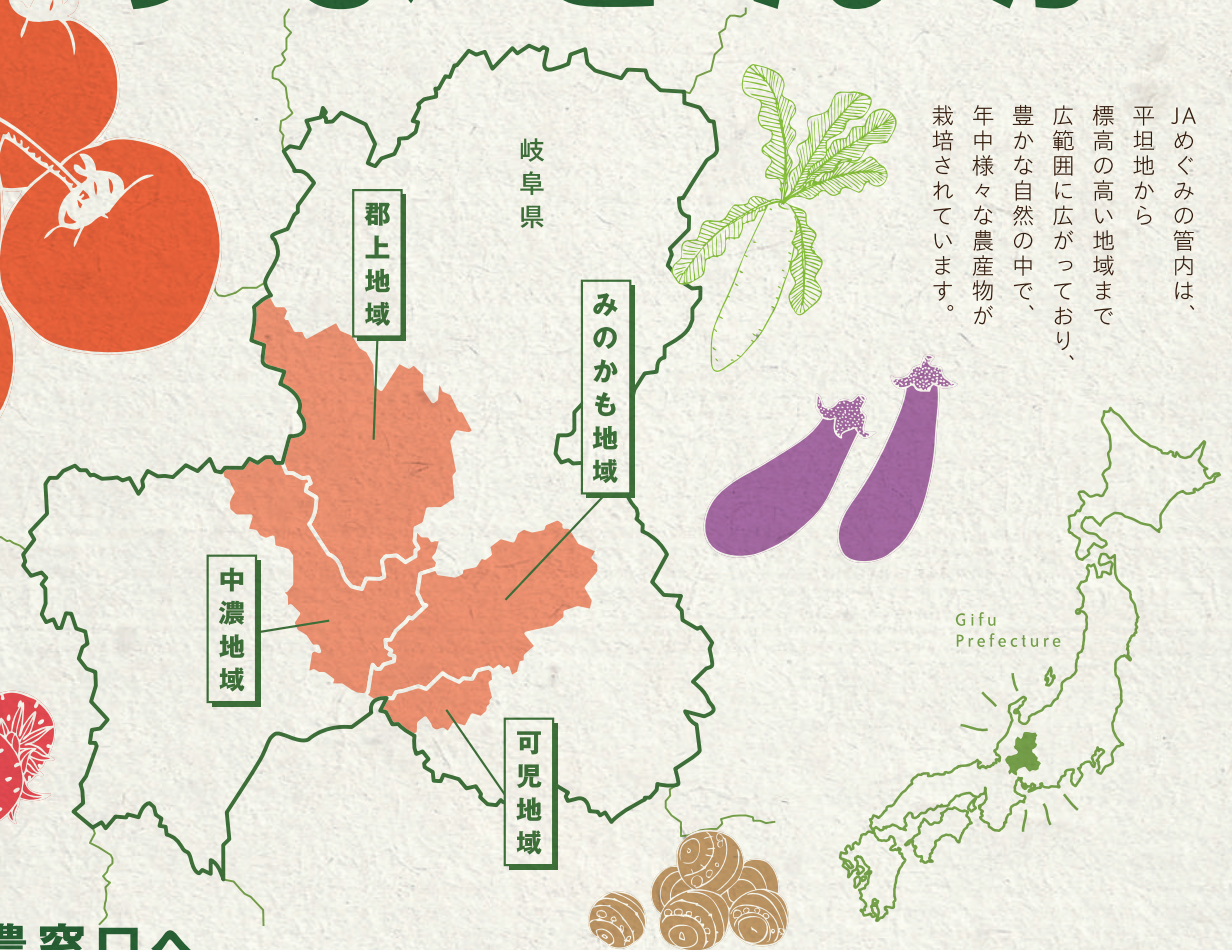 JAめぐみの管内は、
平坦地から
標高の高い地域まで
広範囲に広がっており、
豊かな自然の中で、
年中様々な農産物が
栽培されています。
岐阜県
郡上地域
みのかも地域
中濃地域
可児地域
Gifu
Prefecture
農窓口へ